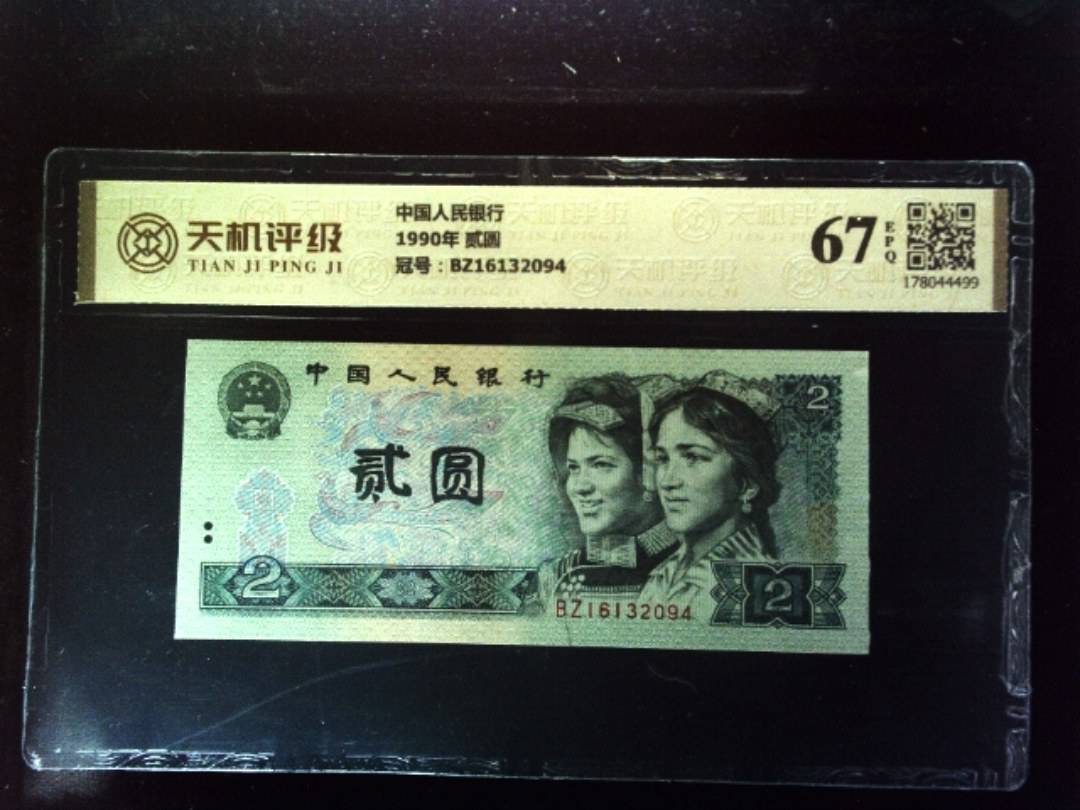 天机评级
TIAN JI PING JI
中国人民银行
1990年 贰圆
冠号：BZ16132094
67
EPQ
178044499
中国人民银行
2
贰圆
2
BZ16132094
2